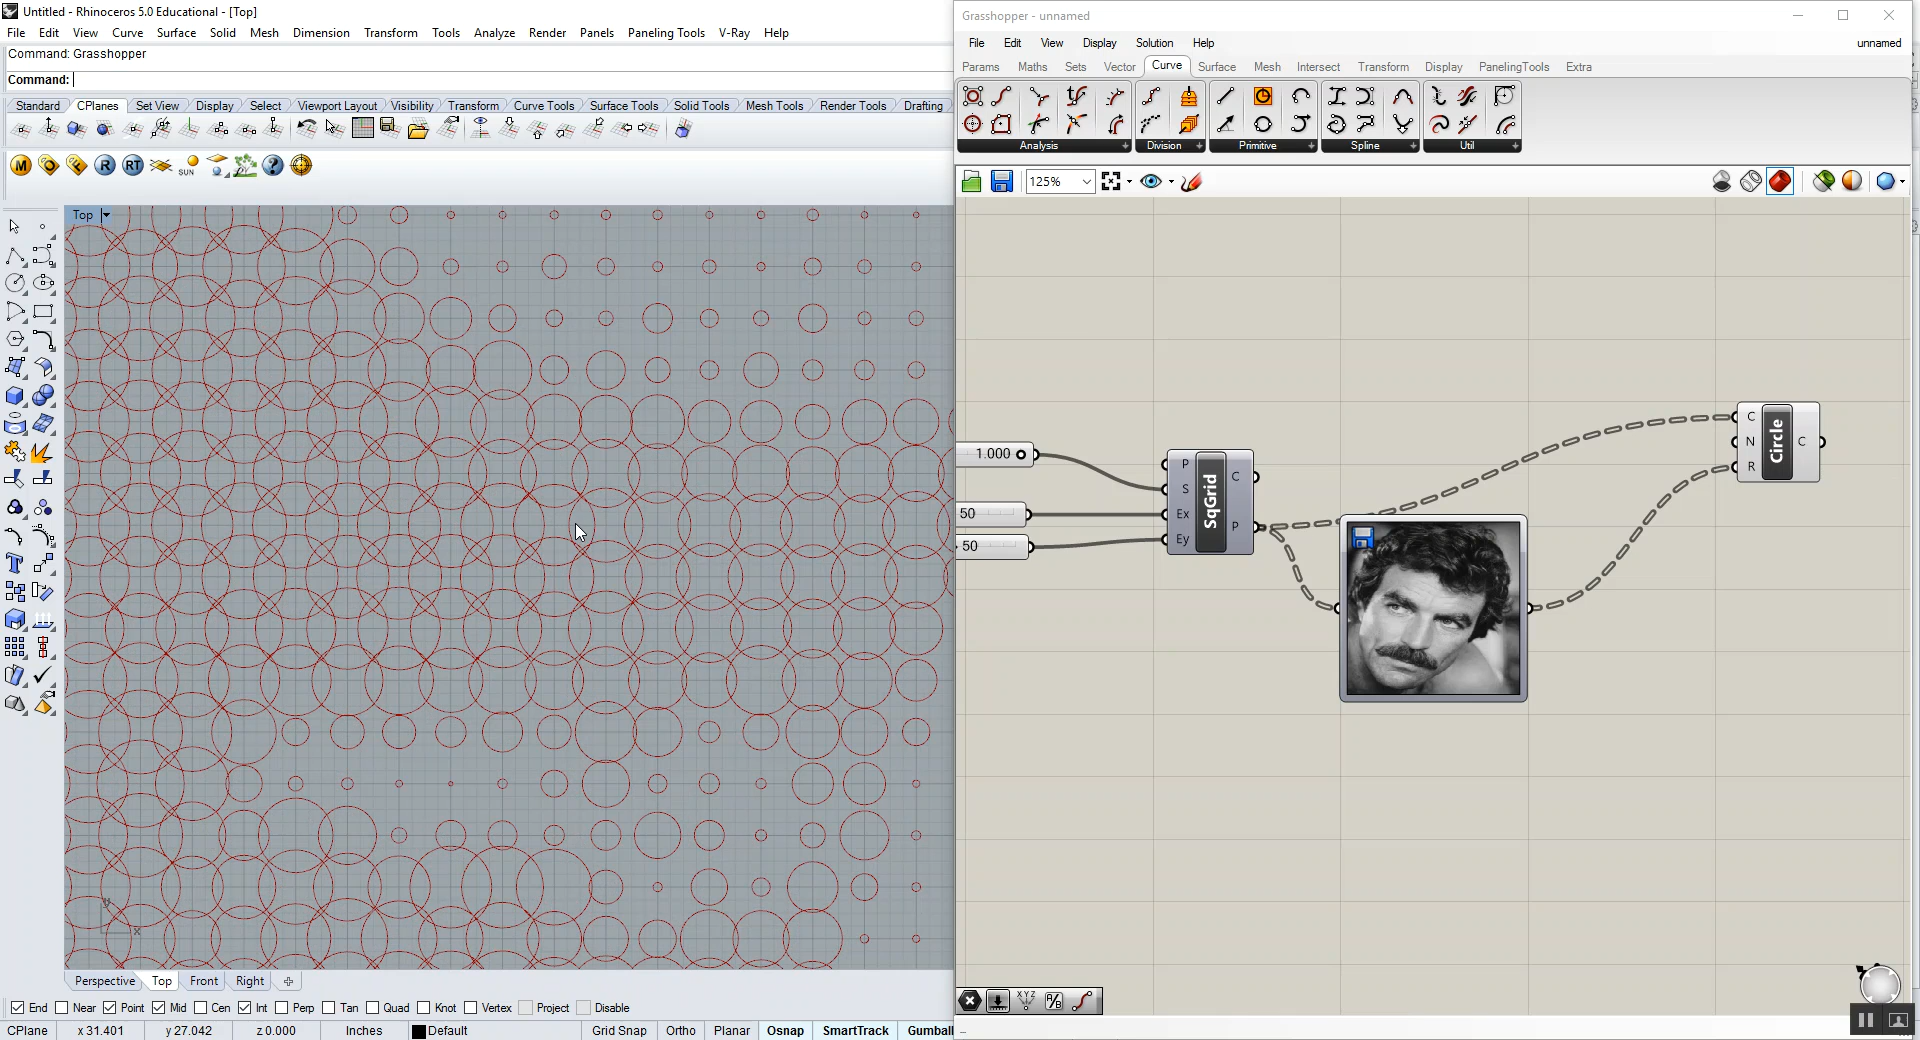 Untitled - Rhinoceros 5.0 Educational - [Top]
File Edit View Curve Surface Solid Mesh Dimension Transform Tools Analyze Render Panels Paneling Tools V-Ray Help
Command: Grasshopper
Command:
Standard CPlanes Set View Display Select Viewport Layout Visibility Transform Curve Tools Surface Tools Solid Tools Mesh Tools Render Tools Drafting
M O F R RT SUN ?
Top
y
x
Perspective Top Front Right
End Near Point Mid Cen Int Perp Tan Quad Knot Vertex Project Disable
CPlane x 31.401 y 27.042 z 0.000 Inches Default Grid Snap Ortho Planar Osnap SmartTrack Gumball
Grasshopper - unnamed
File Edit View Display Solution Help unnamed
Params Maths Sets Vector Curve Surface Mesh Intersect Transform Display PanelingTools Extra
Analysis Division Primitive Spline Util
125%
1.000
50
50
P
S
Ex
Ey
SqGrid
C
P
C
N
R
Circle
C
XYZ A/B